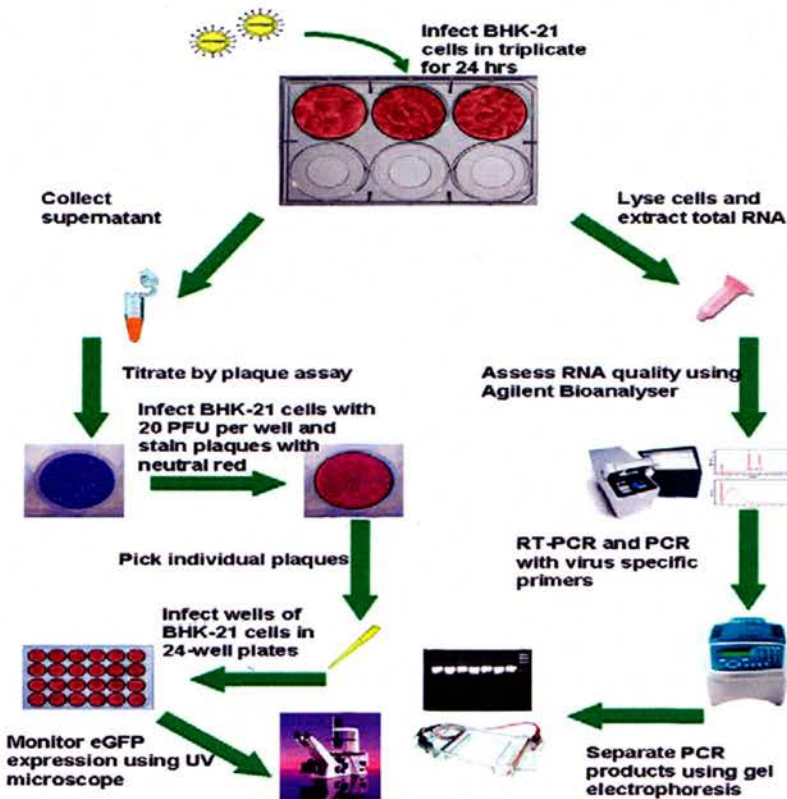 Infect BHK-21
cells in triplicate
for 24 hrs
Collect
supernatant
Lyse cells and
extract total RNA
Titrate by plaque assay
Assess RNA quality using
Agilent Bioanalyser
Infect BHK-21 cells with
20 PFU per well and
stain plaques with
neutral red
RT-PCR and PCR
with virus specific
primers
Pick individual plaques
Infect wells of
BHK-21 cells in
24-well plates
Monitor eGFP
expression using UV
microscope
Separate PCR
products using gel
electrophoresis